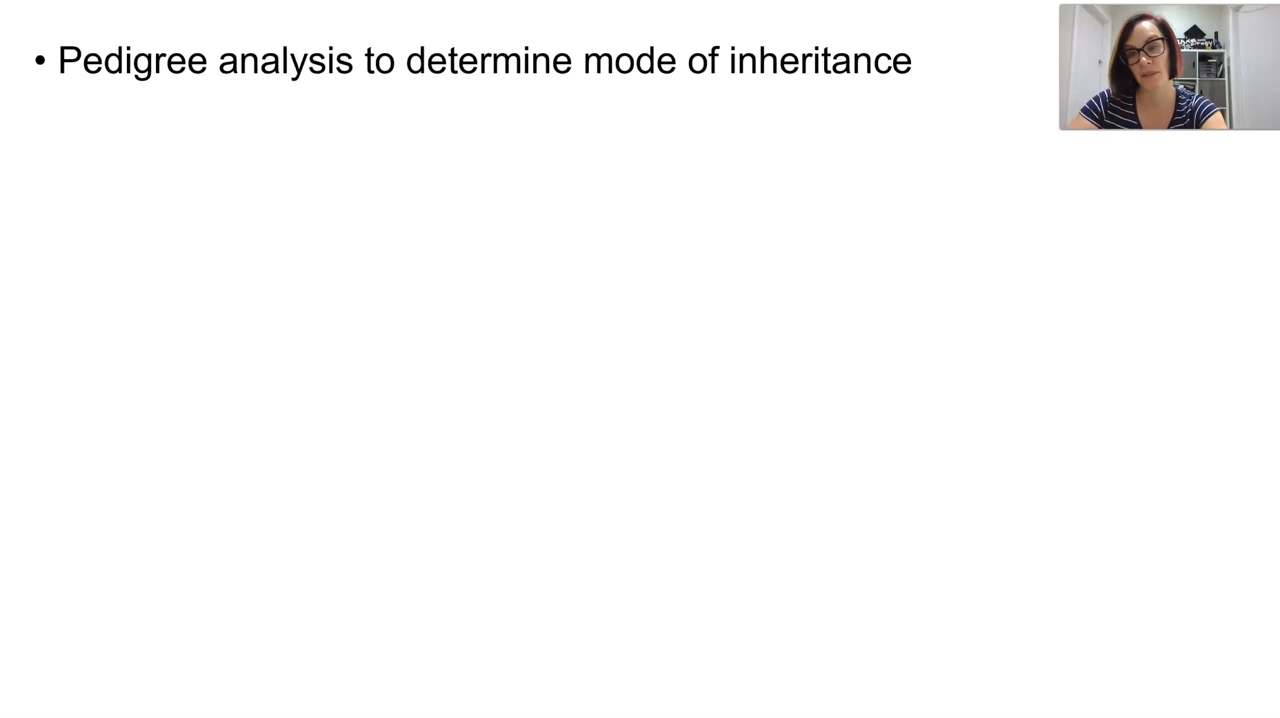 • Pedigree analysis to determine mode of inheritance